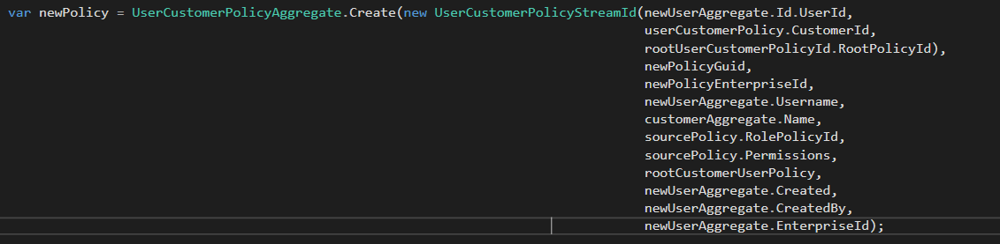 var newPolicy = UserCustomerPolicyAggregate.Create(new UserCustomerPolicyStreamId(newUserAggregate.Id.UserId,
userCustomerPolicy.CustomerId,
rootUserCustomerPolicyId.RootPolicyId),
newPolicyGuid,
newPolicyEnterpriseId,
newUserAggregate.Username,
customerAggregate.Name,
sourcePolicy.RolePolicyId,
sourcePolicy.Permissions,
rootCustomerUserPolicy,
newUserAggregate.Created,
newUserAggregate.CreatedBy,
newUserAggregate.EnterpriseId);